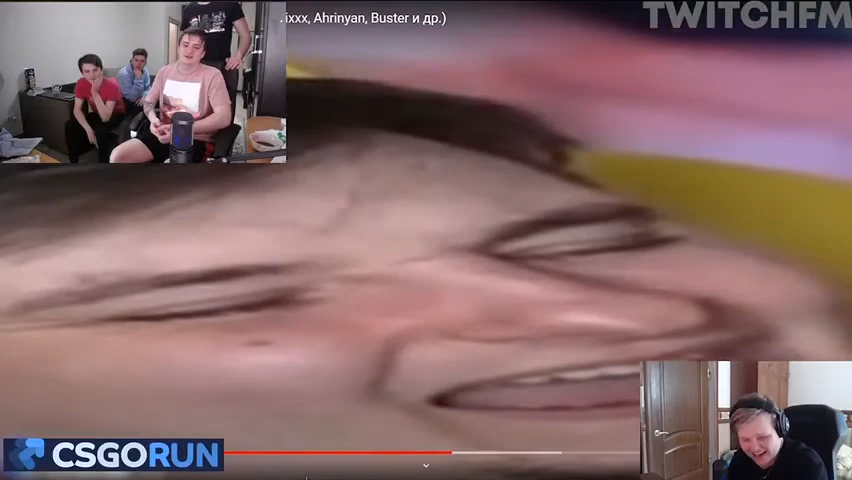 ixxx, Ahrinyan, Buster и др.)
TWITCHFM
CSGORUN